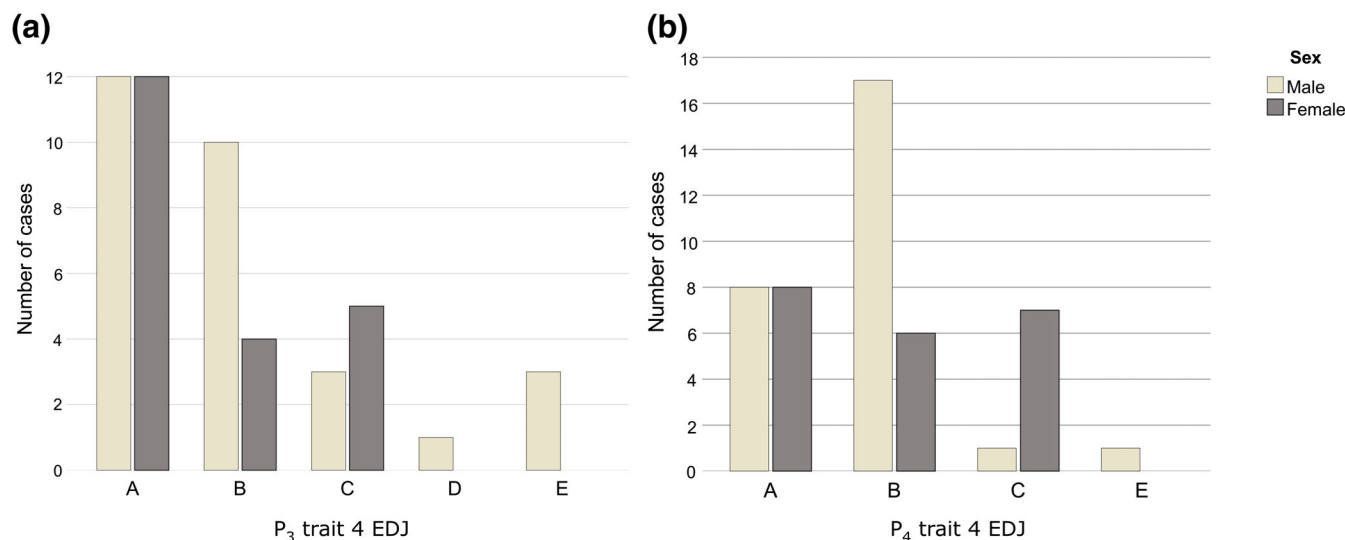 (a)
Number of cases
12
10
8
6
4
2
0
A B C D E
P₃ trait 4 EDJ
(b)
Number of cases
18
16
14
12
10
8
6
4
2
0
A B C E
P₄ trait 4 EDJ
Sex
Male
Female